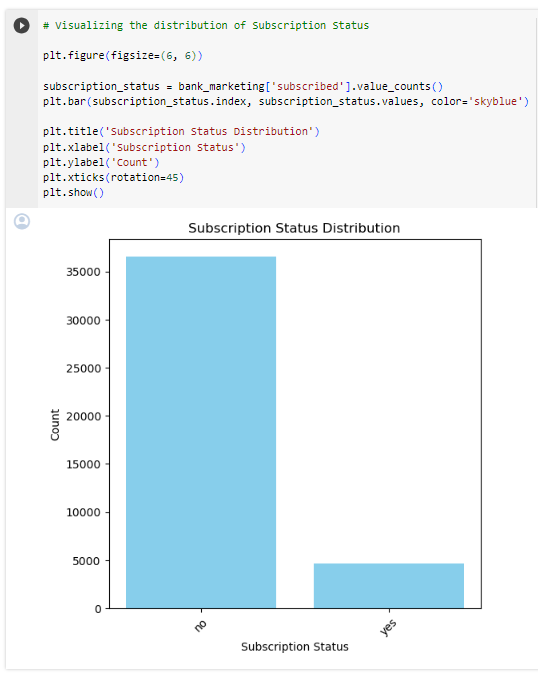 # Visualizing the distribution of Subscription Status
plt.figure(figsize=(6, 6))
subscription_status = bank_marketing['subscribed'].value_counts()
plt.bar(subscription_status.index, subscription_status.values, color='skyblue')
plt.title('Subscription Status Distribution')
plt.xlabel('Subscription Status')
plt.ylabel('Count')
plt.xticks(rotation=45)
plt.show()
Subscription Status Distribution
35000
30000
25000
20000
15000
10000
5000
0
Count
no
yes
Subscription Status